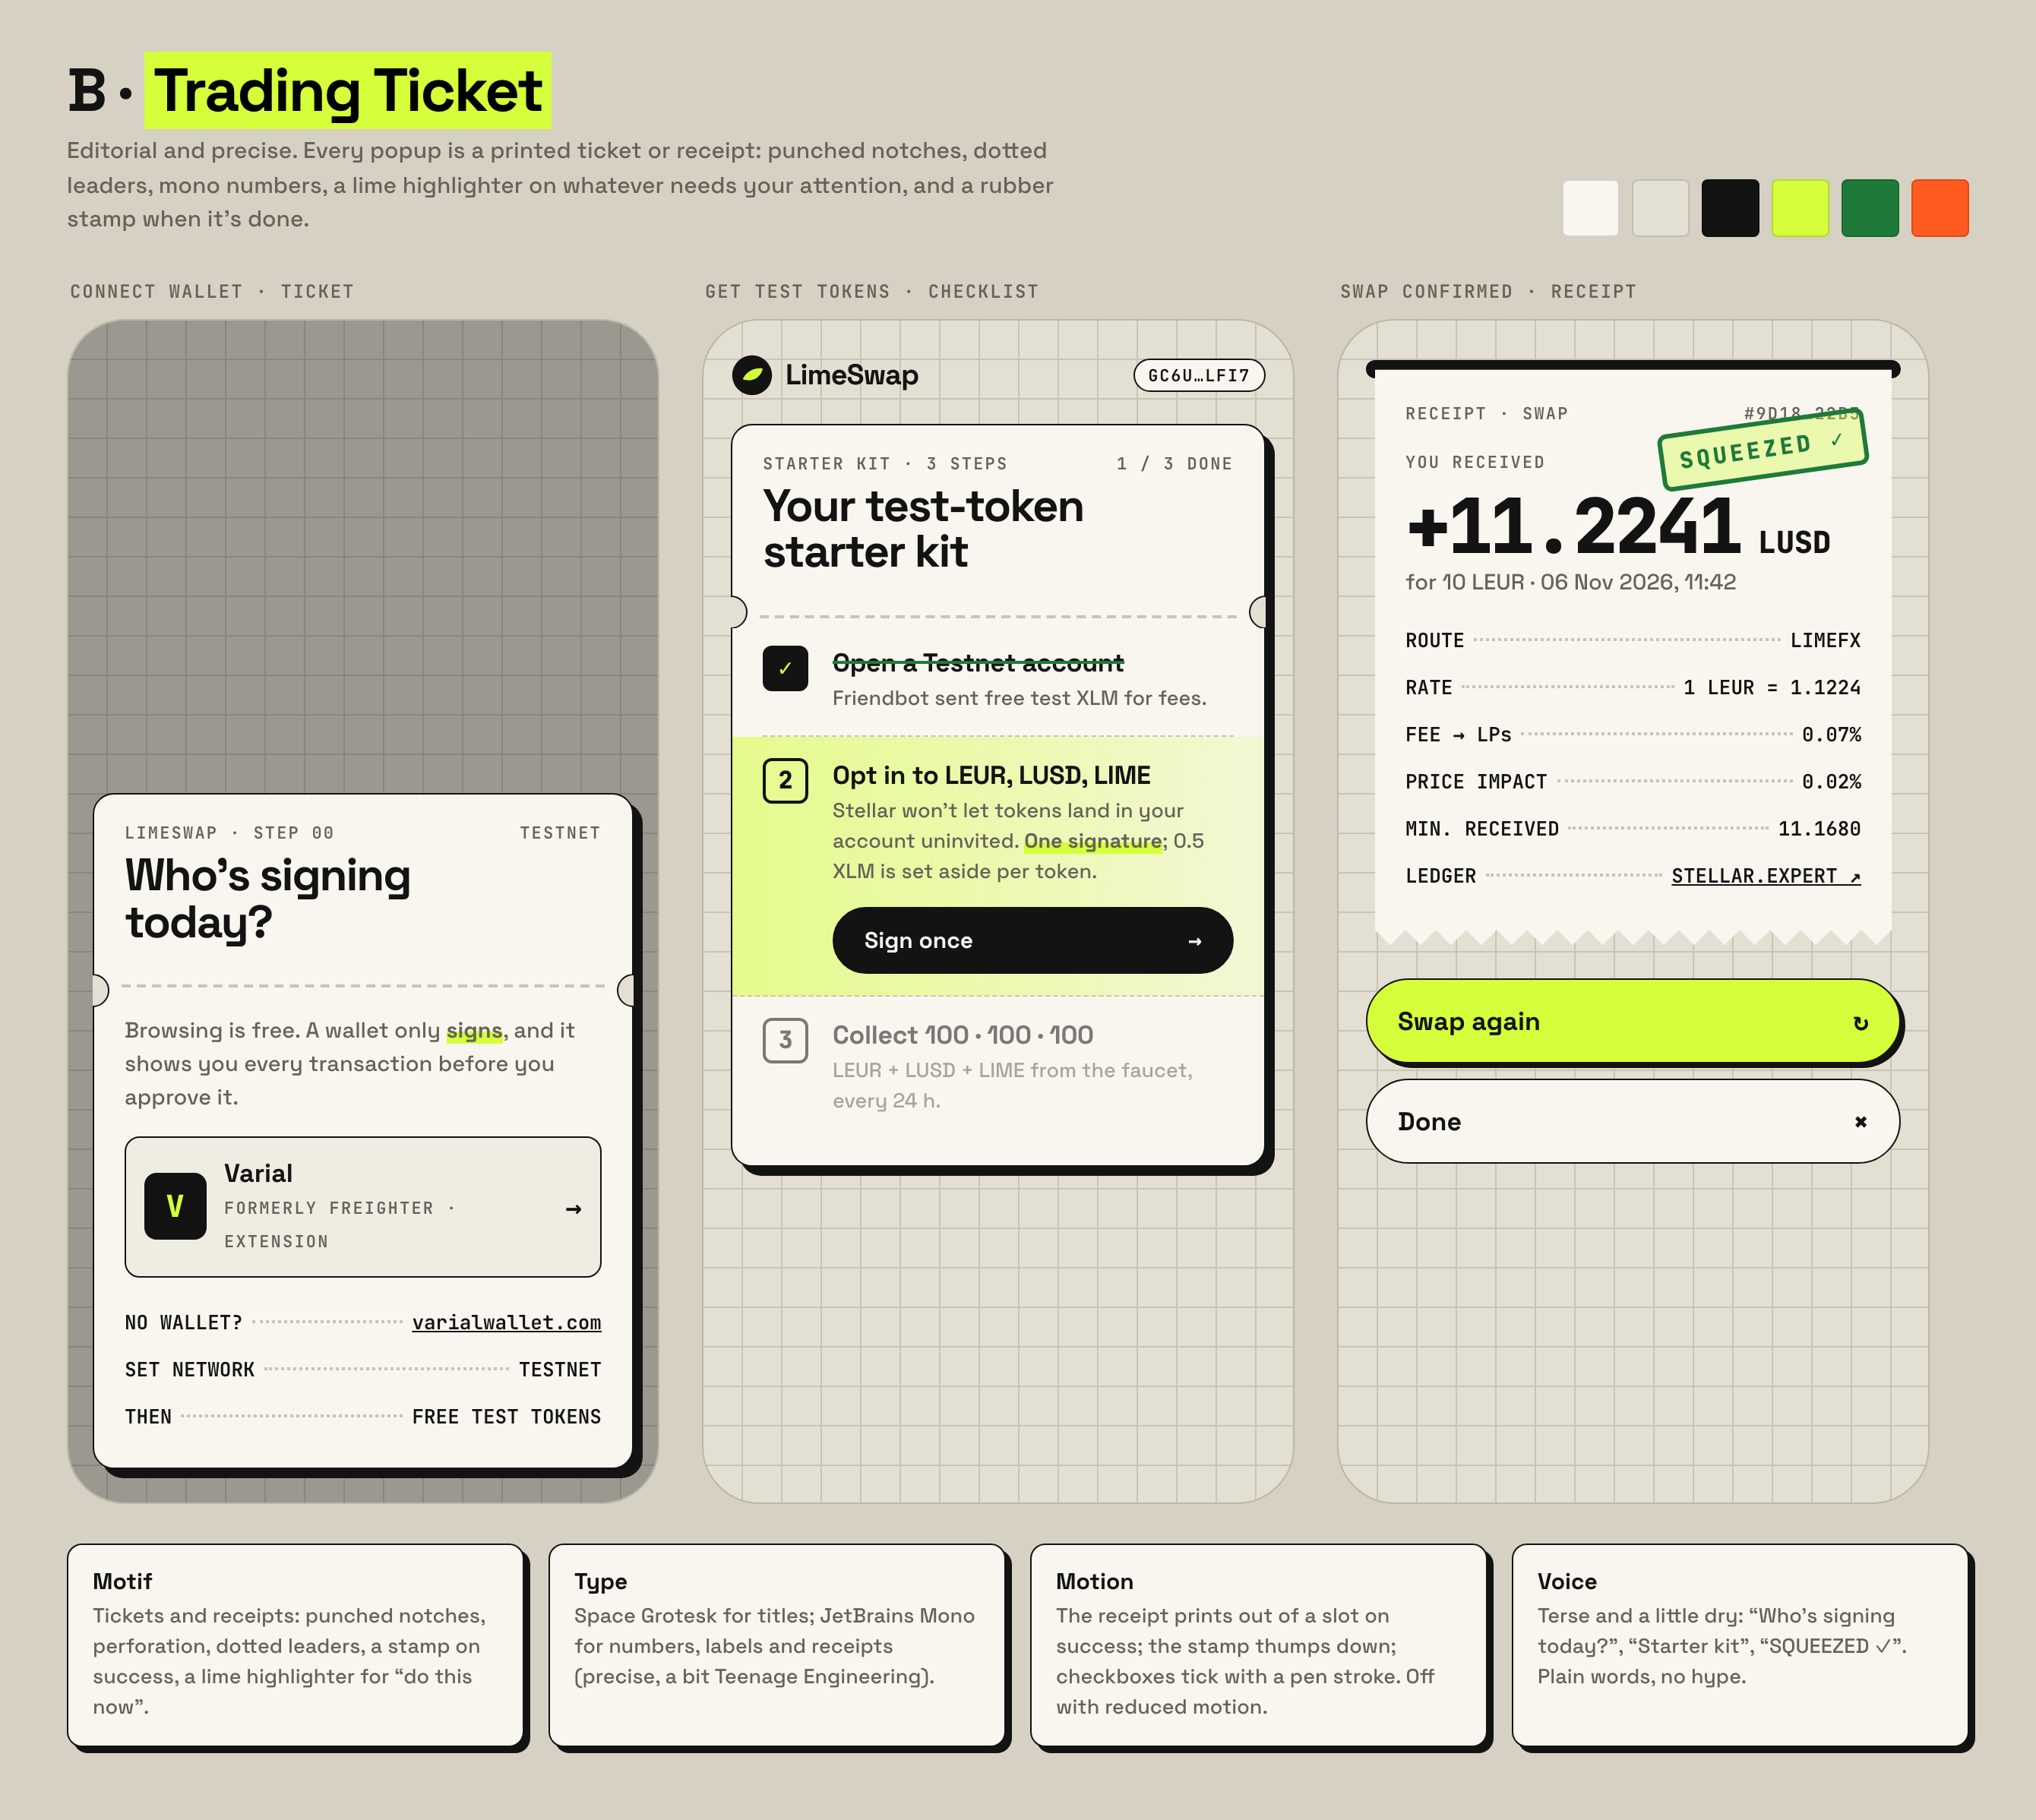 B · Trading Ticket
Editorial and precise. Every popup is a printed ticket or receipt: punched notches, dotted
leaders, mono numbers, a lime highlighter on whatever needs your attention, and a rubber
stamp when it’s done.
CONNECT WALLET · TICKET
LIMESWAP · STEP 00
TESTNET
Who’s signing
today?
Browsing is free. A wallet only signs, and it
shows you every transaction before you
approve it.
V
Varial
FORMERLY FREIGHTER ·
EXTENSION
→
NO WALLET? varialwallet.com
SET NETWORK TESTNET
THEN FREE TEST TOKENS
GET TEST TOKENS · CHECKLIST
LimeSwap
GC6U…LFI7
STARTER KIT · 3 STEPS
1 / 3 DONE
Your test-token
starter kit
✓
Open a Testnet account
Friendbot sent free test XLM for fees.
2
Opt in to LEUR, LUSD, LIME
Stellar won’t let tokens land in your
account uninvited. One signature; 0.5
XLM is set aside per token.
Sign once →
3
Collect 100 · 100 · 100
LEUR + LUSD + LIME from the faucet,
every 24 h.
SWAP CONFIRMED · RECEIPT
RECEIPT · SWAP
#9D18…22B5
SQUEEZED ✓
YOU RECEIVED
+11.2241 LUSD
for 10 LEUR · 06 Nov 2026, 11:42
ROUTE LIMEFX
RATE 1 LEUR = 1.1224
FEE → LPs 0.07%
PRICE IMPACT 0.02%
MIN. RECEIVED 11.1680
LEDGER STELLAR.EXPERT ↗
Swap again ↻
Done ✖
Motif
Tickets and receipts: punched notches,
perforation, dotted leaders, a stamp on
success, a lime highlighter for “do this
now”.
Type
Space Grotesk for titles; JetBrains Mono
for numbers, labels and receipts
(precise, a bit Teenage Engineering).
Motion
The receipt prints out of a slot on
success; the stamp thumps down;
checkboxes tick with a pen stroke. Off
with reduced motion.
Voice
Terse and a little dry: “Who’s signing
today?”, “Starter kit”, “SQUEEZED ✓”.
Plain words, no hype.